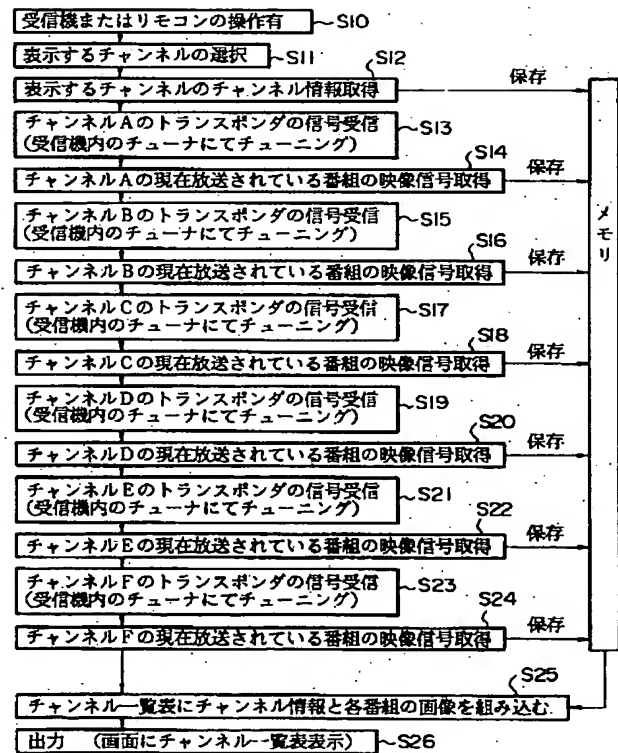 受信機またはリモコンの操作有 S10
表示するチャンネルの選択 S11
S12
表示するチャンネルのチャンネル情報取得 保存
チャンネルAのトランスポンダの信号受信
(受信機内のチューナにてチューニング) S13
S14
チャンネルAの現在放送されている番組の映像信号取得 保存
チャンネルBのトランスポンダの信号受信
(受信機内のチューナにてチューニング) S15
S16
チャンネルBの現在放送されている番組の映像信号取得 保存
チャンネルCのトランスポンダの信号受信
(受信機内のチューナにてチューニング) S17
S18
チャンネルCの現在放送されている番組の映像信号取得 保存
チャンネルDのトランスポンダの信号受信
(受信機内のチューナにてチューニング) S19
S20
チャンネルDの現在放送されている番組の映像信号取得 保存
チャンネルEのトランスポンダの信号受信
(受信機内のチューナにてチューニング) S21
S22
チャンネルEの現在放送されている番組の映像信号取得 保存
チャンネルFのトランスポンダの信号受信
(受信機内のチューナにてチューニング) S23
S24
チャンネルFの現在放送されている番組の映像信号取得 保存
メモリ
S25
チャンネル一覧表にチャンネル情報と各番組の画像を組み込む
出力 (画面にチャンネル一覧表表示) S26